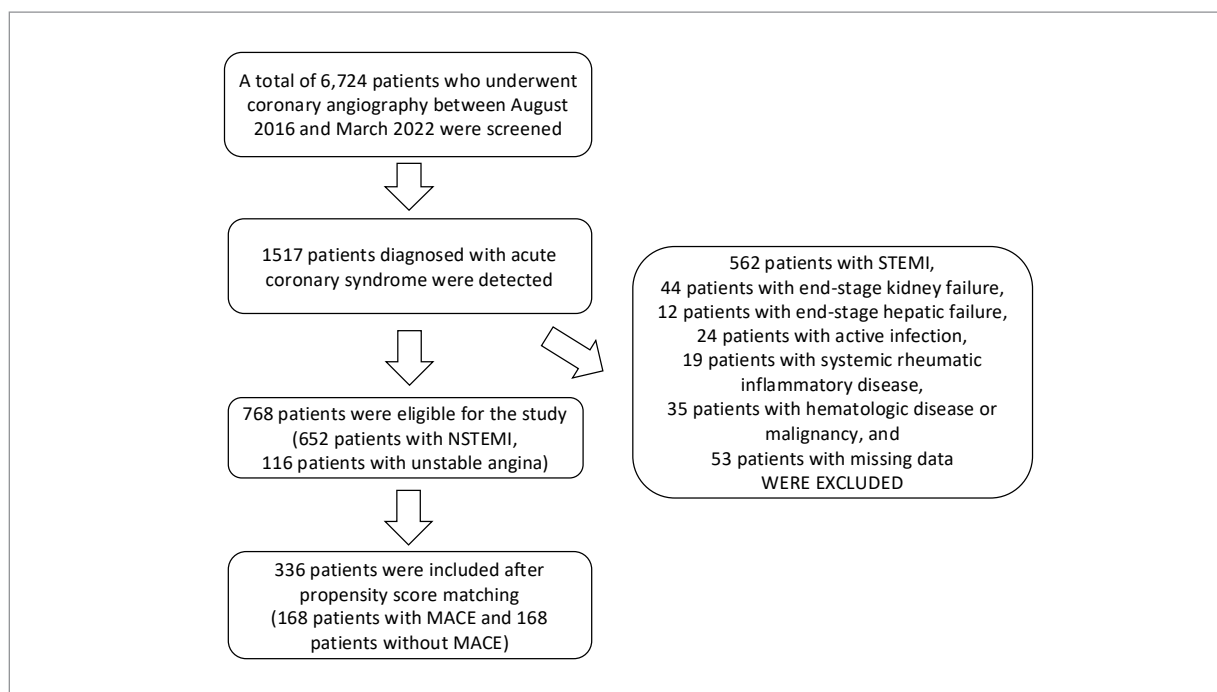 A total of 6,724 patients who underwent
coronary angiography between August
2016 and March 2022 were screened
1517 patients diagnosed with acute
coronary syndrome were detected
562 patients with STEMI,
44 patients with end-stage kidney failure,
12 patients with end-stage hepatic failure,
24 patients with active infection,
19 patients with systemic rheumatic
inflammatory disease,
35 patients with hematologic disease or
malignancy, and
53 patients with missing data
WERE EXCLUDED
768 patients were eligible for the study
(652 patients with NSTEMI,
116 patients with unstable angina)
336 patients were included after
propensity score matching
(168 patients with MACE and 168
patients without MACE)